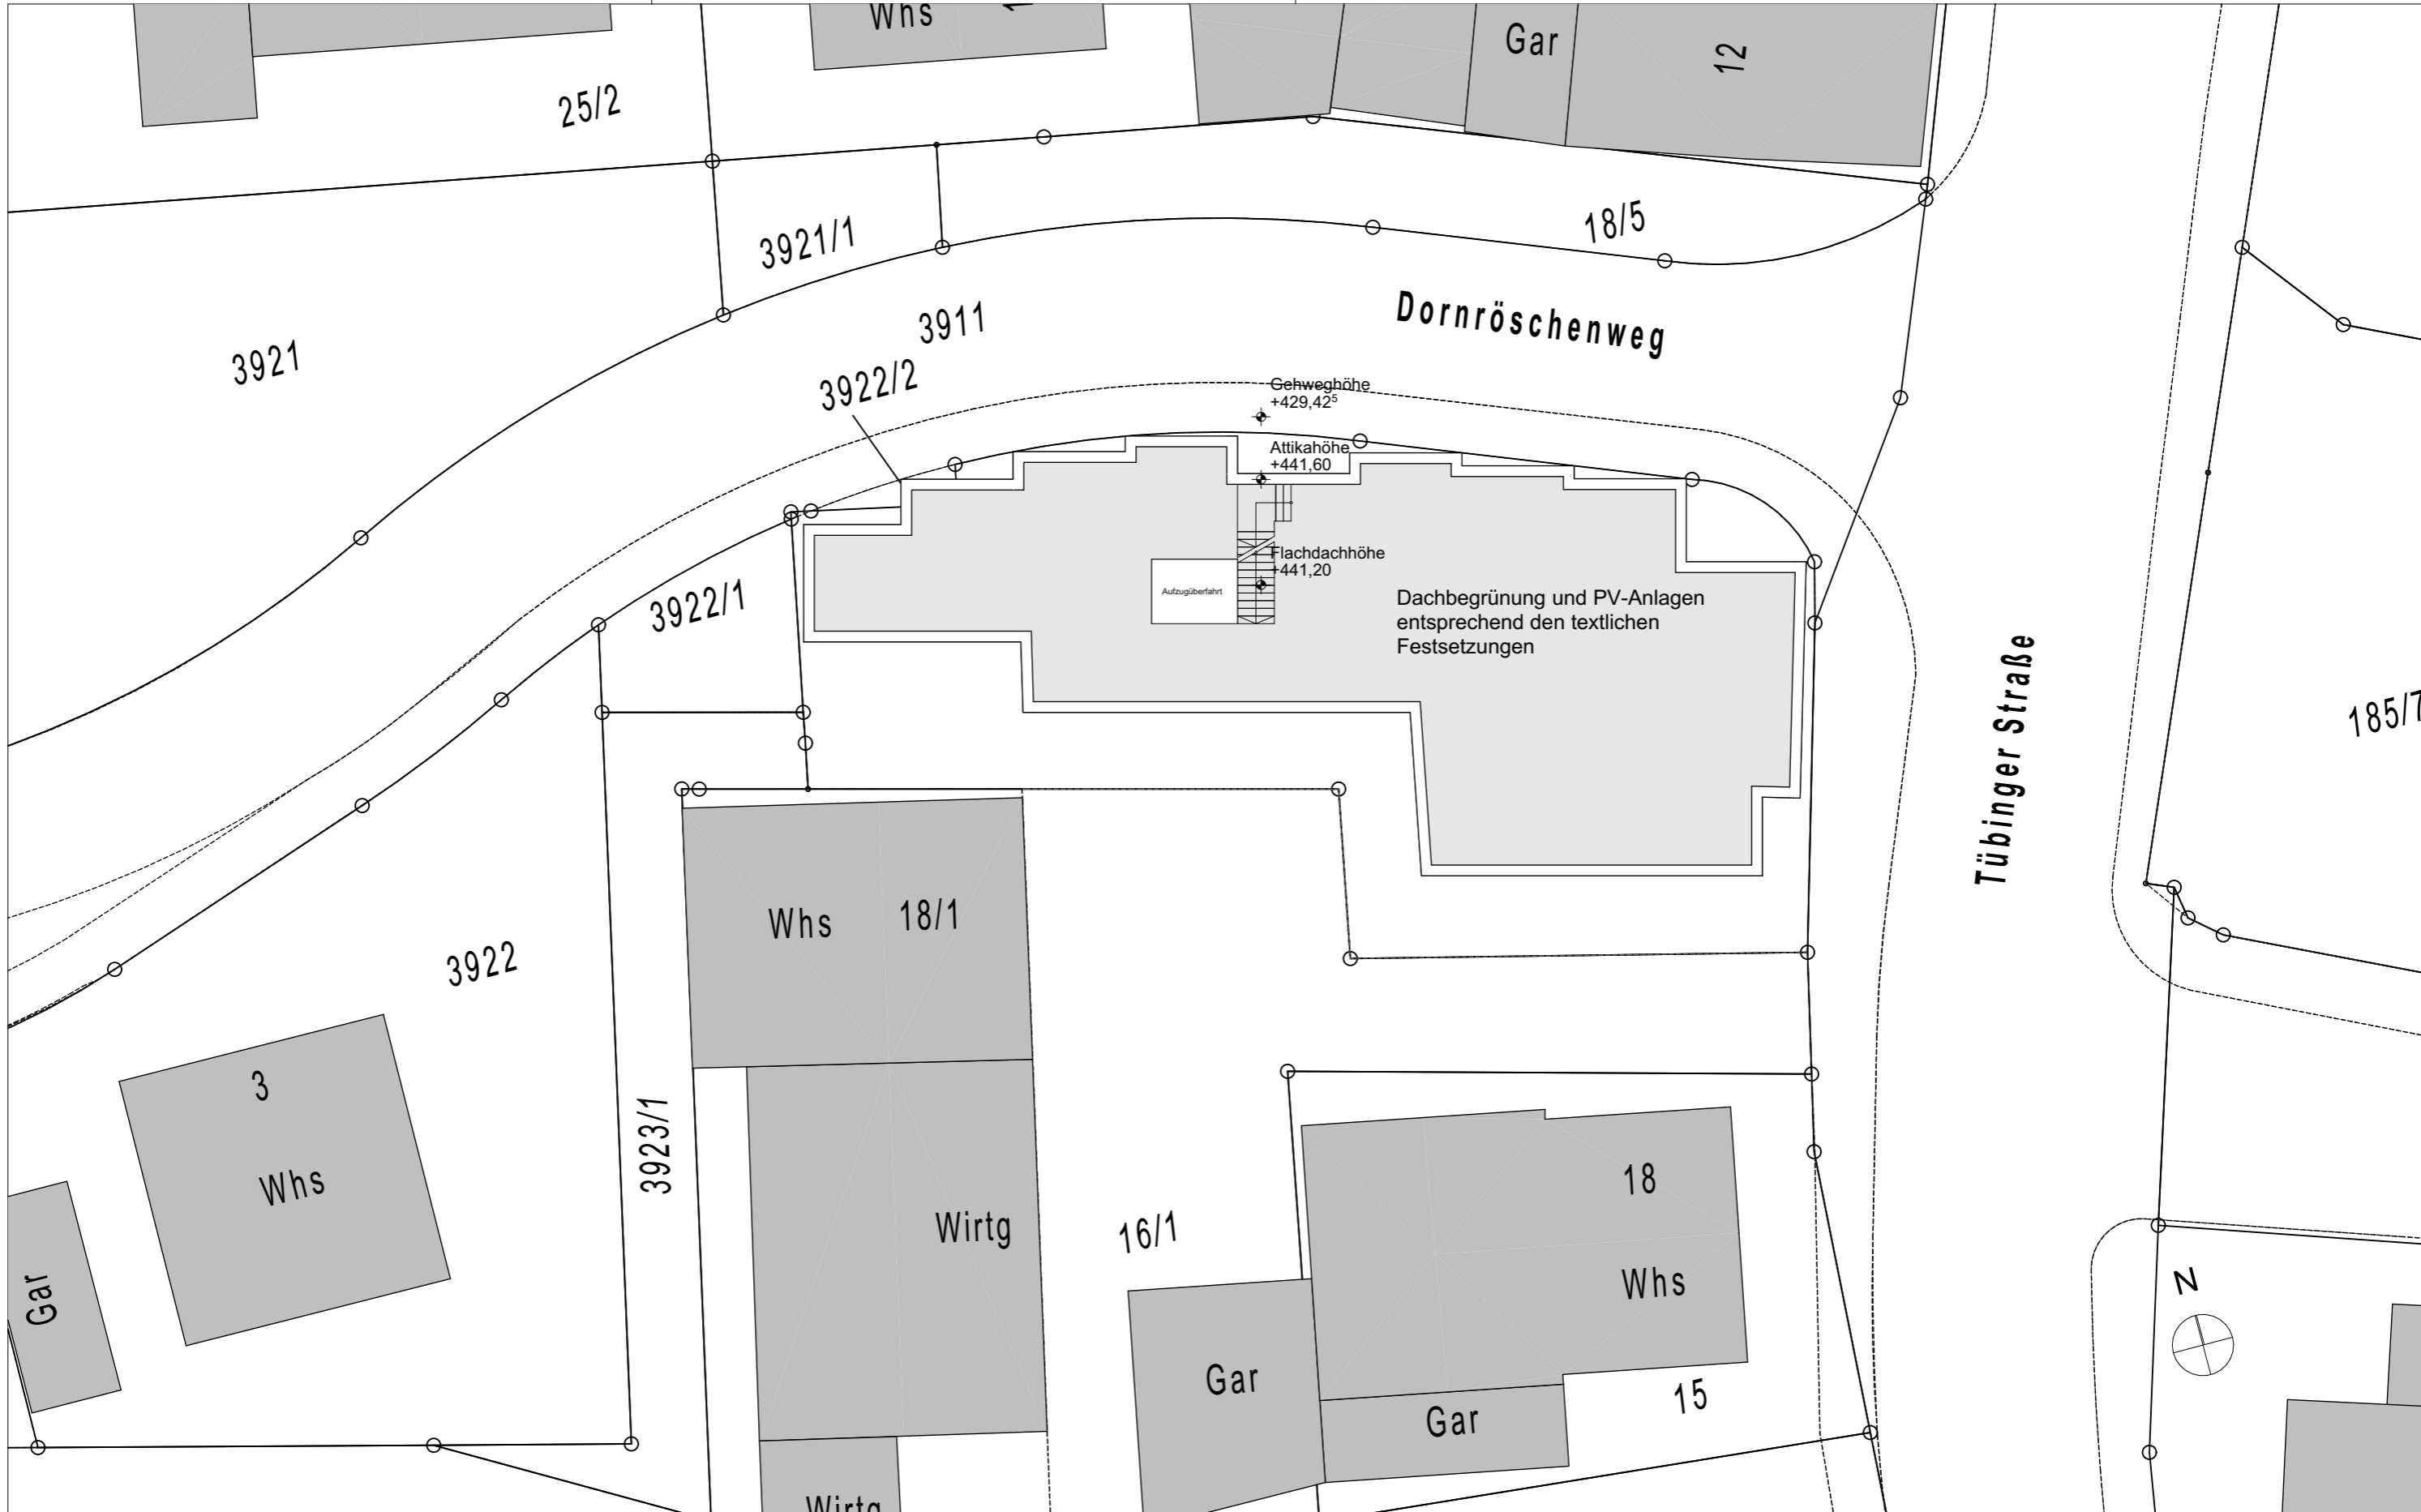 Whs
Gar
12
25/2
18/5
3921/1
3911
Dornröschenweg
3921
3922/2
Gehweghöhe
+429,42⁵
Attikahöhe
+441,60
Flachdachhöhe
+441,20
Aufzugüberfahrt
Dachbegrünung und PV-Anlagen
entsprechend den textlichen
Festsetzungen
3922/1
Tübinger Straße
185/7
Whs
18/1
3922
3
Whs
Gar
3923/1
Wirtg
16/1
18
Whs
Gar
Gar
15
N
Wirtg